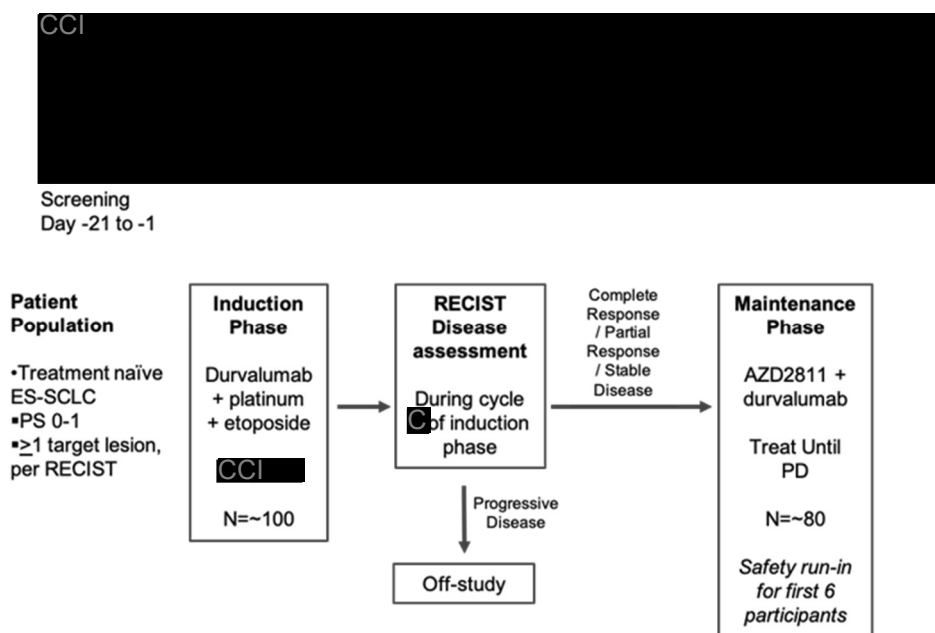 CCI
Screening
Day -21 to -1
Patient
Population
•Treatment naïve
ES-SCLC
▪PS 0-1
▪≥1 target lesion,
per RECIST
Induction
Phase
Durvalumab
+ platinum
+ etoposide
CCI
N=~100
RECIST
Disease
assessment
During cycle
C of induction
phase
Progressive
Disease
Off-study
Complete
Response
/ Partial
Response
/ Stable
Disease
Maintenance
Phase
AZD2811 +
durvalumab
Treat Until
PD
N=~80
Safety run-in
for first 6
participants